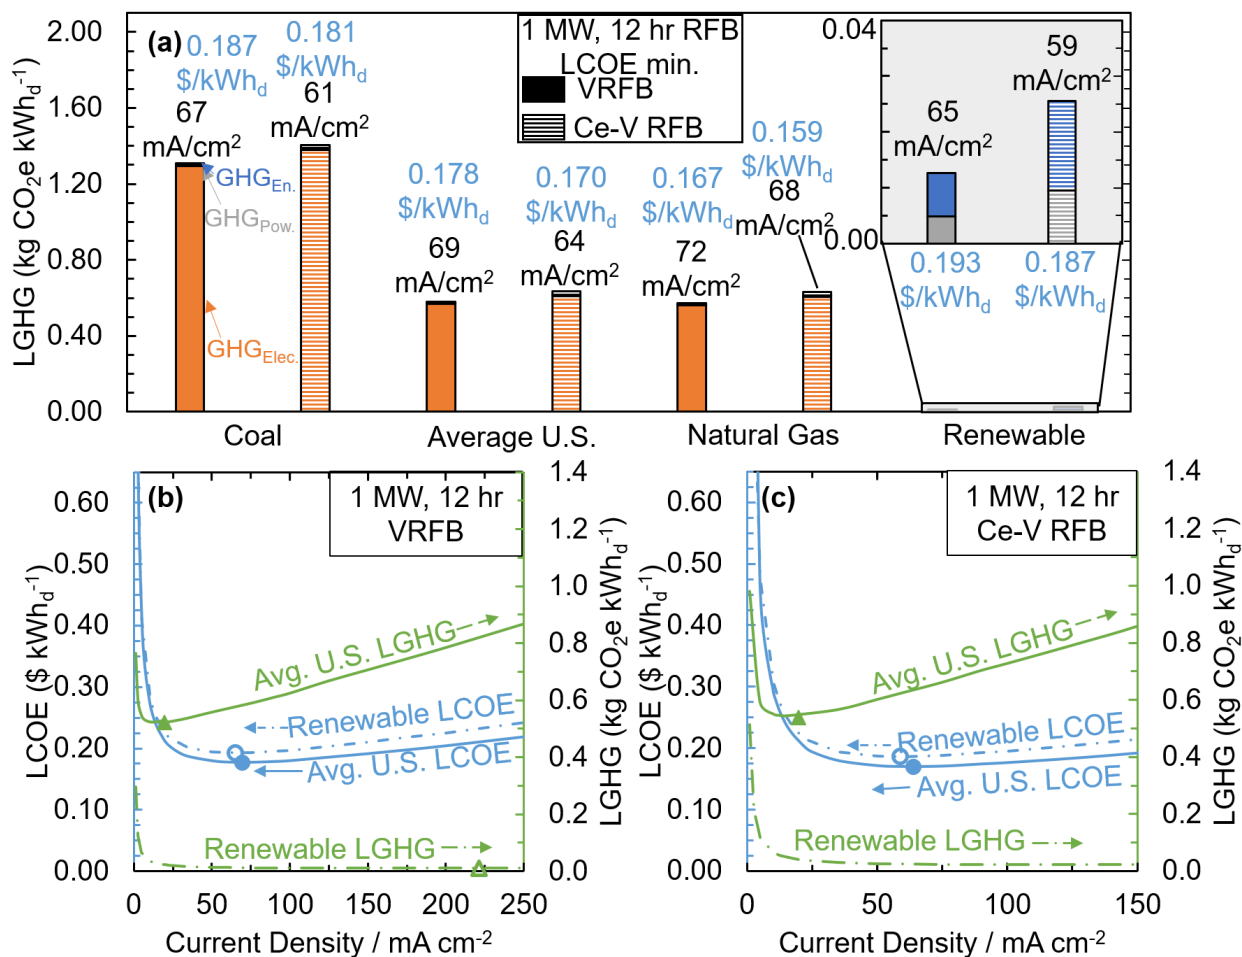 (a)
LGHG (kg CO2e kWhd-1)
2.00
1.60
1.20
0.80
0.40
0.00
0.187
$/kWhd
67
mA/cm2
0.181
$/kWhd
61
mA/cm2
GHGEn.
GHGPow.
GHGElec.
0.178
$/kWhd
69
mA/cm2
0.170
$/kWhd
64
mA/cm2
0.167
$/kWhd
72
mA/cm2
0.159
$/kWhd
68
mA/cm2
1 MW, 12 hr RFB
LCOE min.
VRFB
Ce-V RFB
0.04
0.00
65
mA/cm2
59
mA/cm2
0.193
$/kWhd
0.187
$/kWhd
Coal
Average U.S.
Natural Gas
Renewable
(b)
1 MW, 12 hr
VRFB
LCOE ($ kWhd-1)
0.60
0.50
0.40
0.30
0.20
0.10
0.00
Avg. U.S. LGHG
Renewable LCOE
Avg. U.S. LCOE
Renewable LGHG
1.4
1.2
1.0
0.8
0.6
0.4
0.2
0.0
LGHG (kg CO2e kWhd-1)
0 50 100 150 200 250
Current Density / mA cm-2
(c)
1 MW, 12 hr
Ce-V RFB
LCOE ($ kWhd-1)
0.60
0.50
0.40
0.30
0.20
0.10
0.00
Avg. U.S. LGHG
Renewable LCOE
Avg. U.S. LCOE
Renewable LGHG
1.4
1.2
1.0
0.8
0.6
0.4
0.2
0.0
LGHG (kg CO2e kWhd-1)
0 50 100 150
Current Density / mA cm-2